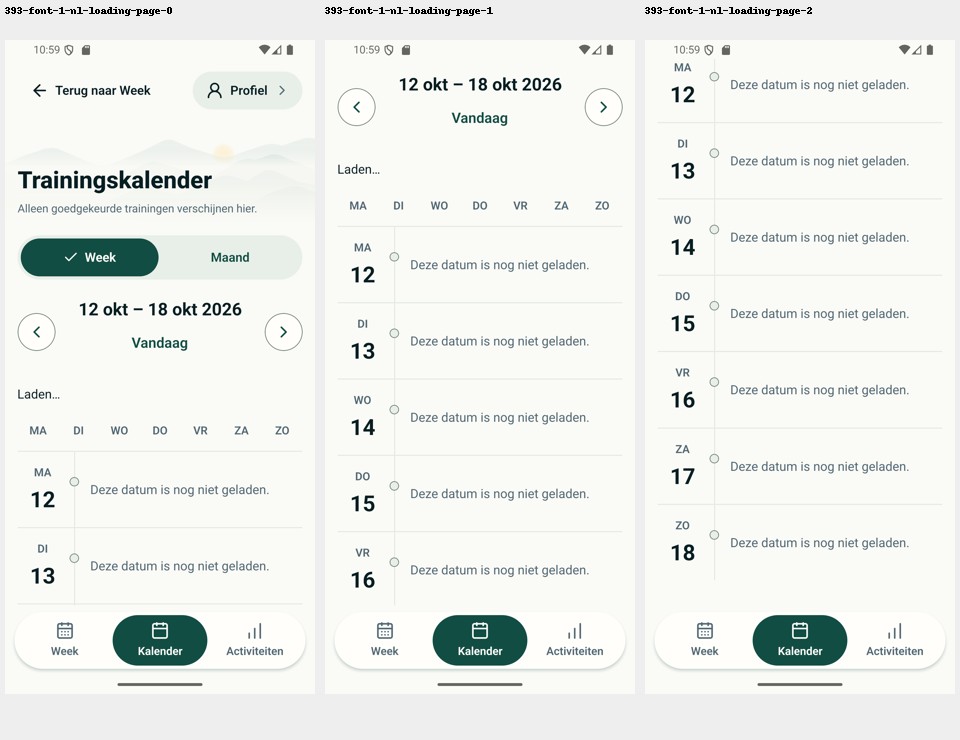 393-font-1-nl-loading-page-0
10:59
Terug naar Week
Profiel
Trainingskalender
Alleen goedgekeurde trainingen verschijnen hier.
Week
Maand
12 okt – 18 okt 2026
Vandaag
Laden…
MA DI WO DO VR ZA ZO
MA
12
Deze datum is nog niet geladen.
DI
13
Deze datum is nog niet geladen.
Week
Kalender
Activiteiten
393-font-1-nl-loading-page-1
10:59
12 okt – 18 okt 2026
Vandaag
Laden…
MA DI WO DO VR ZA ZO
MA
12
Deze datum is nog niet geladen.
DI
13
Deze datum is nog niet geladen.
WO
14
Deze datum is nog niet geladen.
DO
15
Deze datum is nog niet geladen.
VR
16
Deze datum is nog niet geladen.
Week
Kalender
Activiteiten
393-font-1-nl-loading-page-2
10:59
MA
12
Deze datum is nog niet geladen.
DI
13
Deze datum is nog niet geladen.
WO
14
Deze datum is nog niet geladen.
DO
15
Deze datum is nog niet geladen.
VR
16
Deze datum is nog niet geladen.
ZA
17
Deze datum is nog niet geladen.
ZO
18
Deze datum is nog niet geladen.
Week
Kalender
Activiteiten